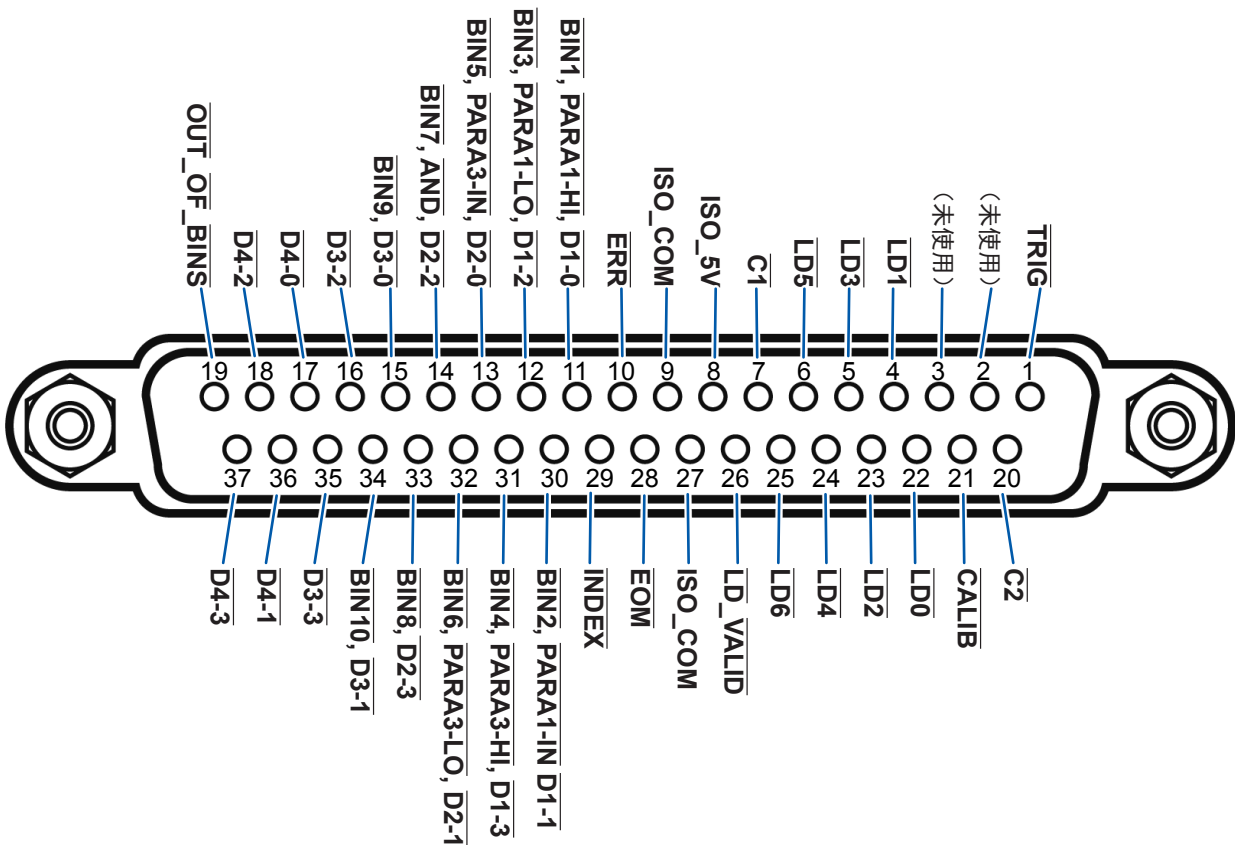 OUT_OF_BINS
D4-2
D4-0
D3-2
BIN9, D3-0
BIN7, AND, D2-2
BIN5, PARA3-IN, D2-0
BIN3, PARA1-LO, D1-2
BIN1, PARA1-HI, D1-0
ERR
ISO_COM
ISO_5V
C1
LD5
LD3
LD1
(未使用)
(未使用)
TRIG
19 18 17 16 15 14 13 12 11 10 9 8 7 6 5 4 3 2 1
37 36 35 34 33 32 31 30 29 28 27 26 25 24 23 22 21 20
D4-3
D4-1
D3-3
BIN10, D3-1
BIN8, D2-3
BIN6, PARA3-LO, D2-1
BIN4, PARA3-HI, D1-3
BIN2, PARA1-IN D1-1
INDEX
EOM
ISO_COM
LD_VALID
LD6
LD4
LD2
LD0
CALIB
C2